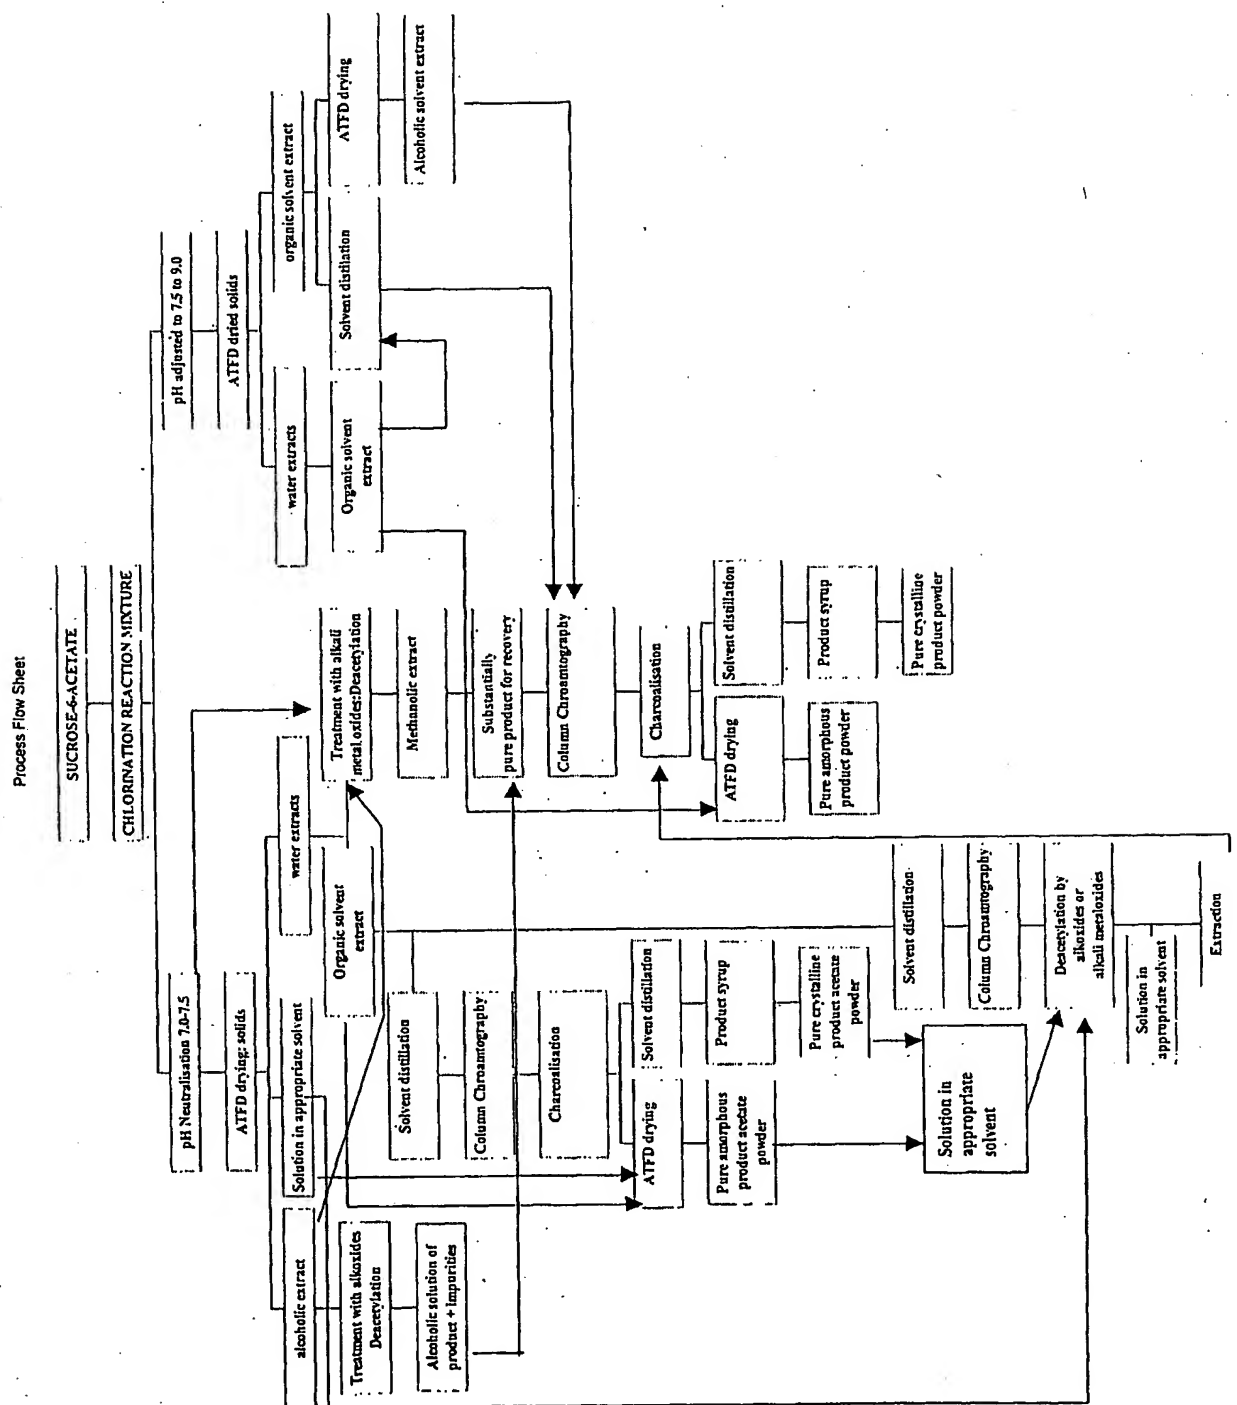 Process Flow Sheet
SUCROSE-6-ACETATE
CHLORINATION REACTION MIXTURE
pH Neutralisation 7.0-7.5
pH adjusted to 7.5 to 9.0
ATFD drying: solids
ATFD dried solids
alcoholic extract
Solution in appropriate solvent
water extracts
water extracts
organic solvent extract
Treatment with alkoxides
Deacetylation
Organic solvent
extract
Treatment with alkali
metal oxides:Deacetylation
Organic solvent
extract
Solvent distilation
ATFD drying
Alcoholic solution of
product + Impurities
Solvent distillation
Methanolic extract
Alcoholic solvent extract
Column Chroamtography
Substantially
pure product for recovery
Charcoalisation
Column Chroamtography
ATFD drying
Solvent distillation
Charcoalisation
Pure amorphous
product acetate
powder
Product syrup
ATFD drying
Solvent distillation
Pure crystalline
product acetate
powder
Pure amorphous
product powder
Product syrup
Pure crystalline
product powder
Solution in
appropriate
solvent
Solvent distillation
Column Chroamtography
Deacetylation by
alkoxides or
alkali metaloxides
Solution in
appropriate solvent
Extraction